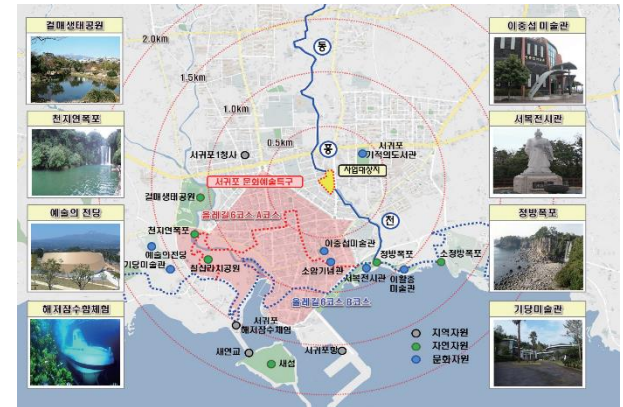 걸매생태공원
천지연폭포
예술의 전당
해저잠수함체험
이중섭 미술관
서복전시관
정방폭포
기당미술관
2.0km
1.5km
1.0km
0.5km
동
홍
천
서귀포1청사
서귀포
기적의도서관
사업대상지
서귀포 문화예술특구
걸매생태공원
올레길6코스 A코스
천지연폭포
예술의전당
기당미술관
칠십리치공원
이중섭미술관
소암기념관
정방폭포
소정방폭포
서복전시관
이왈종
미술관
올레길6코스 B코스
서귀포
해저잠수체험
새연교
새섬
서귀포항
지역자원
자연자원
문화자원